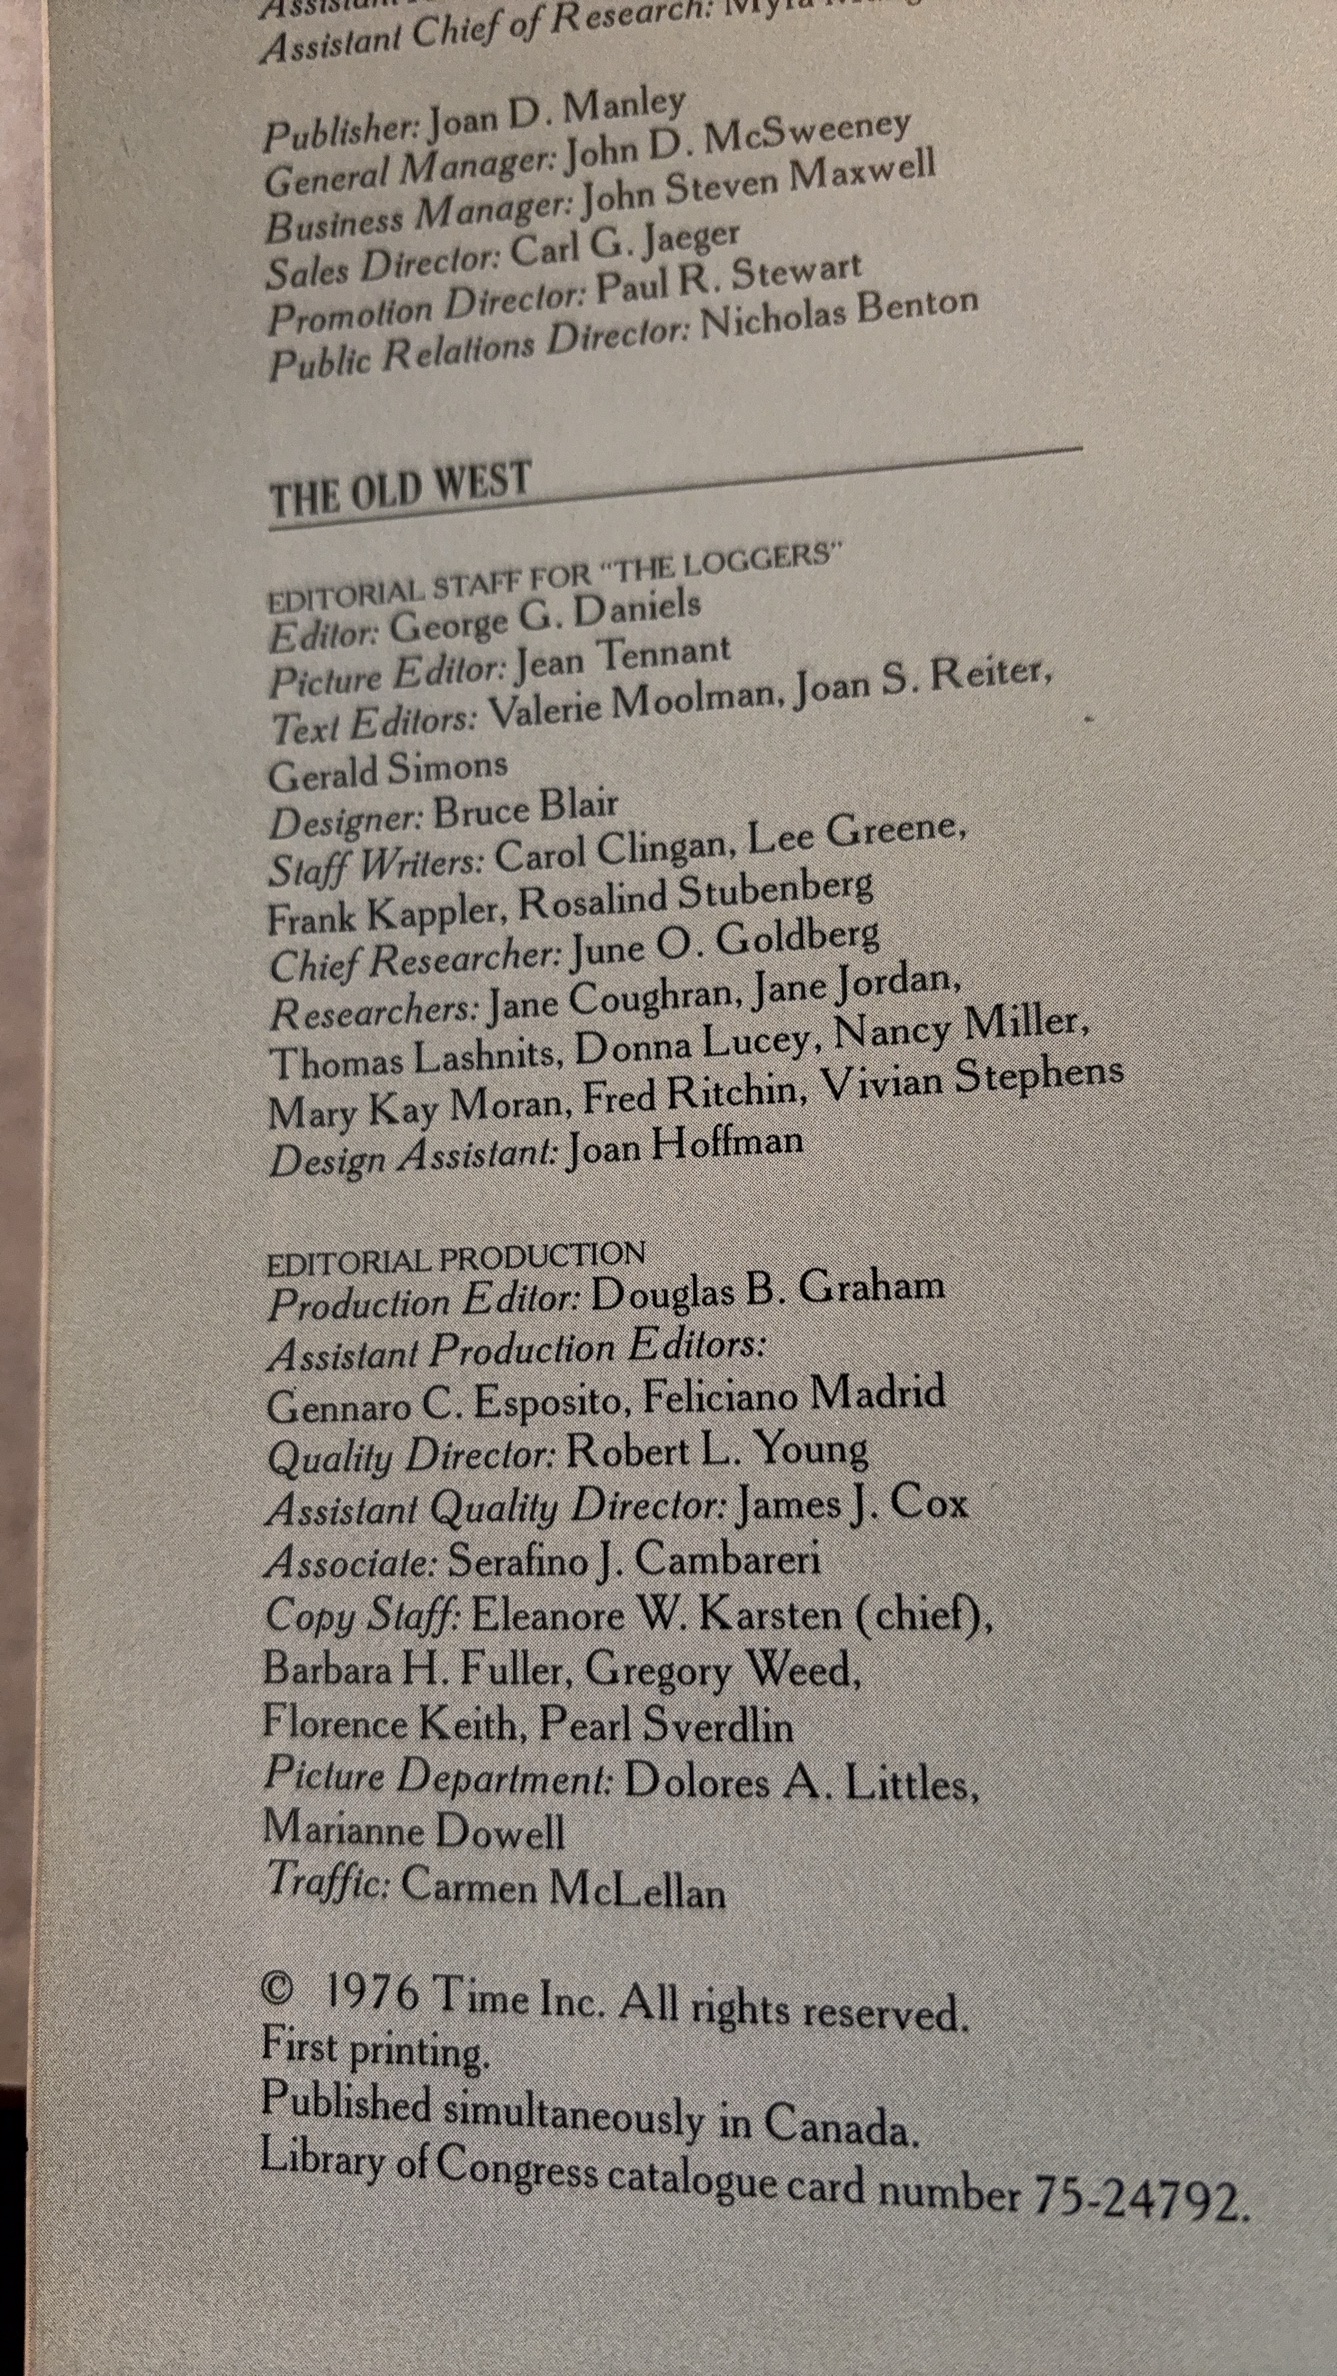 Assistant Chief of Research:
Publisher: Joan D. Manley
General Manager: John D. McSweeney
Business Manager: John Steven Maxwell
Sales Director: Carl G. Jaeger
Promotion Director: Paul R. Stewart
Public Relations Director: Nicholas Benton
THE OLD WEST
EDITORIAL STAFF FOR "THE LOGGERS"
Editor: George G. Daniels
Picture Editor: Jean Tennant
Text Editors: Valerie Moolman, Joan S. Reiter,
Gerald Simons
Designer: Bruce Blair
Staff Writers: Carol Clingan, Lee Greene,
Frank Kappler, Rosalind Stubenberg
Chief Researcher: June O. Goldberg
Researchers: Jane Coughran, Jane Jordan,
Thomas Lashnits, Donna Lucey, Nancy Miller,
Mary Kay Moran, Fred Ritchin, Vivian Stephens
Design Assistant: Joan Hoffman
EDITORIAL PRODUCTION
Production Editor: Douglas B. Graham
Assistant Production Editors:
Gennaro C. Esposito, Feliciano Madrid
Quality Director: Robert L. Young
Assistant Quality Director: James J. Cox
Associate: Serafino J. Cambareri
Copy Staff: Eleanore W. Karsten (chief),
Barbara H. Fuller, Gregory Weed,
Florence Keith, Pearl Sverdlin
Picture Department: Dolores A. Littles,
Marianne Dowell
Traffic: Carmen McLellan
© 1976 Time Inc. All rights reserved.
First printing.
Published simultaneously in Canada.
Library of Congress catalogue card number 75-24792.